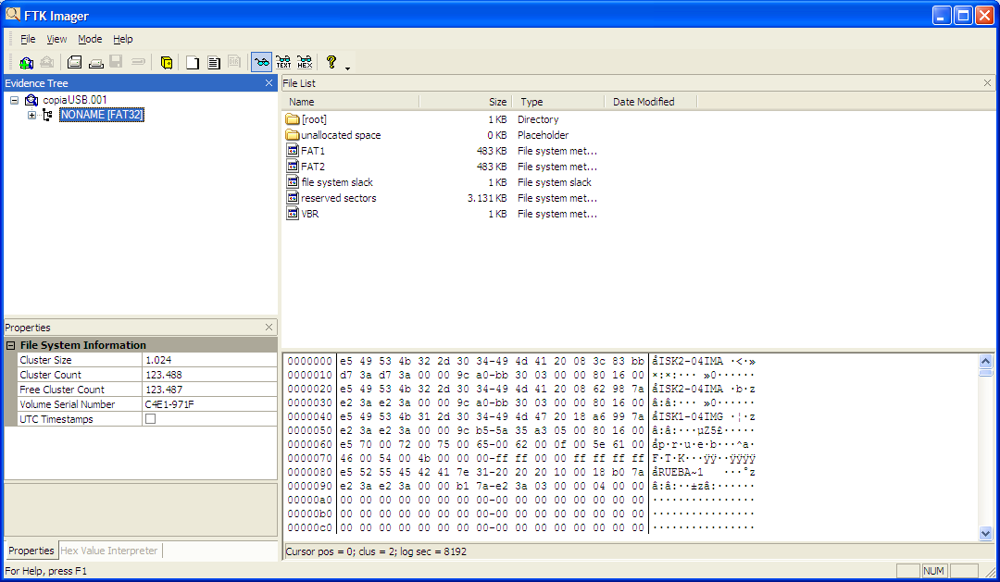 FTK Imager
File View Mode Help
Evidence Tree
copiaUSB.001
NONAME [FAT32]
File List
Name Size Type Date Modified
[root] 1 KB Directory
unallocated space 0 KB Placeholder
FAT1 483 KB File system met...
FAT2 483 KB File system met...
file system slack 1 KB File system slack
reserved sectors 3.131 KB File system met...
VBR 1 KB File system met...
Properties
File System Information
Cluster Size 1.024
Cluster Count 123.488
Free Cluster Count 123.487
Volume Serial Number C4E1-971F
UTC Timestamps
0000000 e5 49 53 4b 32 2d 30 34-49 4d 41 20 08 3c 83 bb åISK2-04IMA ·<·»
0000010 d7 3a d7 3a 00 00 9c a0-bb 30 03 00 00 80 16 00 ×:×:··· »0······
0000020 e5 49 53 4b 32 2d 30 34-49 4d 41 20 08 62 98 7a åISK2-04IMA ·b·z
0000030 e2 3a e2 3a 00 00 9c a0-bb 30 03 00 00 80 16 00 â:â:··· »0······
0000040 e5 49 53 4b 31 2d 30 34-49 4d 47 20 18 a6 99 7a åISK1-04IMG ·¦·z
0000050 e2 3a e2 3a 00 00 9c b5-5a 35 a3 05 00 80 16 00 â:â:···µZ5£·····
0000060 e5 70 00 72 00 75 00 65-00 62 00 0f 00 5e 61 00 åp·r·u·e·b···^a·
0000070 46 00 54 00 4b 00 00 00-ff ff 00 00 ff ff ff ff F·T·K···ÿÿ··ÿÿÿÿ
0000080 e5 52 55 45 42 41 7e 31-20 20 20 10 00 18 b0 7a åRUEBA~1   ···°z
0000090 e2 3a e2 3a 00 00 b1 7a-e2 3a 03 00 00 04 00 00 â:â:··±zâ:······
00000a0 00 00 00 00 00 00 00 00-00 00 00 00 00 00 00 00 ················
00000b0 00 00 00 00 00 00 00 00-00 00 00 00 00 00 00 00 ················
00000c0 00 00 00 00 00 00 00 00-00 00 00 00 00 00 00 00 ················
Properties Hex Value Interpreter
Cursor pos = 0; clus = 2; log sec = 8192
For Help, press F1
NUM